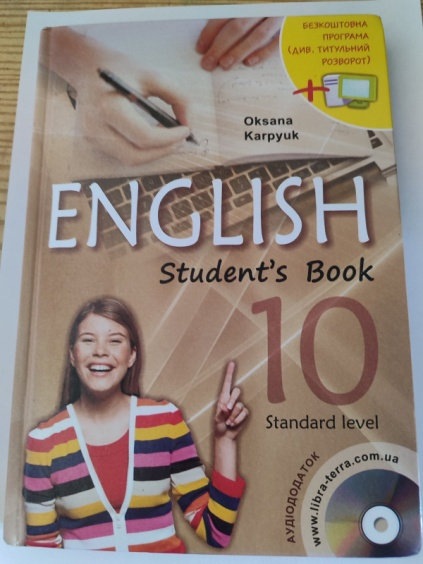 БЕЗКОШТОВНА
ПРОГРАМА
(ДИВ. ТИТУЛЬНИЙ
РОЗВОРОТ)
Oksana
Karpyuk
ENGLISH
Student's Book
10
Standard level
АУДІОДОДАТОК
www.libra-terra.com.ua